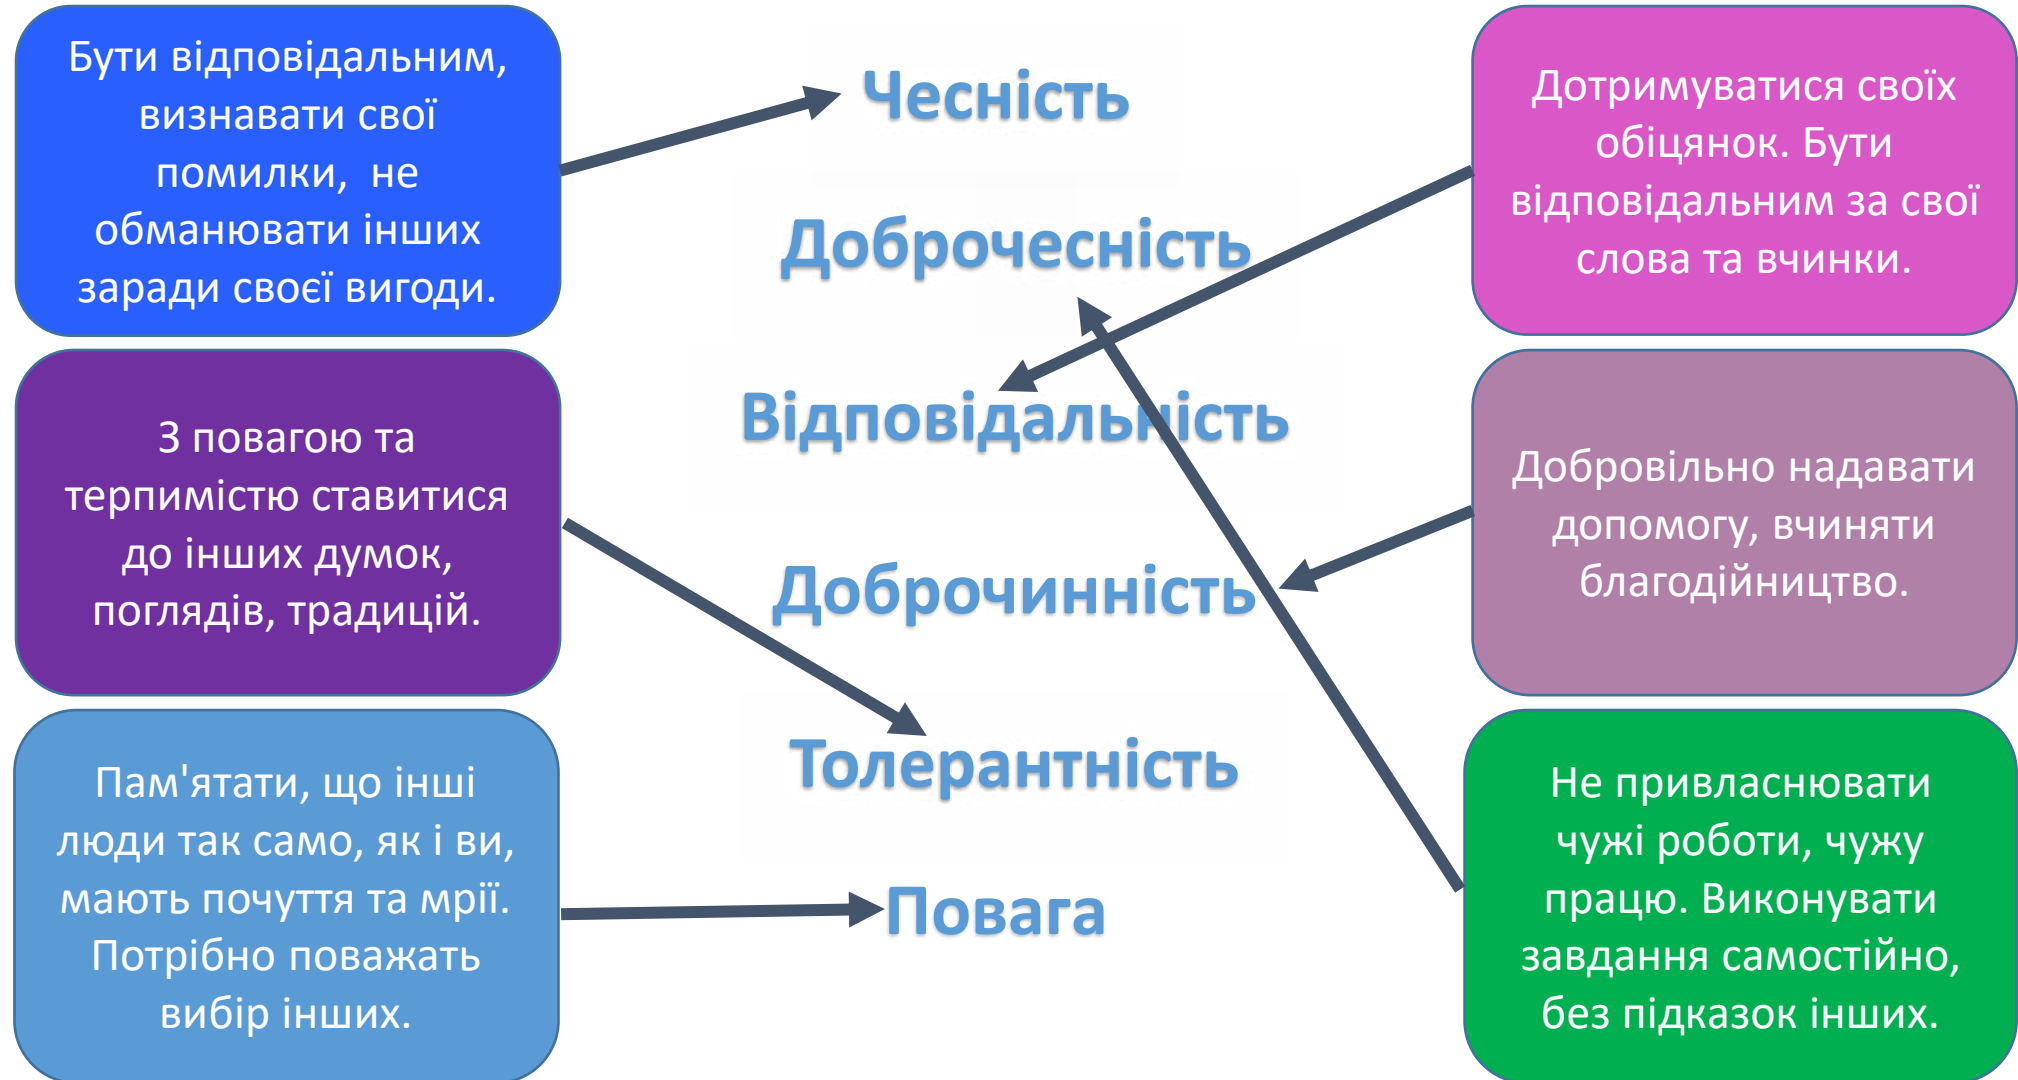 Бути відповідальним,
визнавати свої
помилки,  не
обманювати інших
заради своєї вигоди.
З повагою та
терпимістю ставитися
до інших думок,
поглядів, традицій.
Пам'ятати, що інші
люди так само, як і ви,
мають почуття та мрії.
Потрібно поважать
вибір інших.
Чесність
Доброчесність
Відповідальність
Доброчинність
Толерантність
Повага
Дотримуватися своїх
обіцянок. Бути
відповідальним за свої
слова та вчинки.
Добровільно надавати
допомогу, вчиняти
благодійництво.
Не привласнювати
чужі роботи, чужу
працю. Виконувати
завдання самостійно,
без підказок інших.